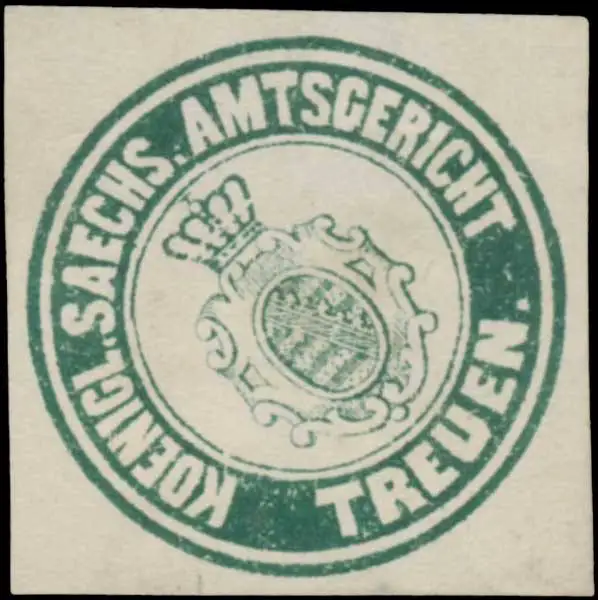 KOENIGL. SAECHS. AMTSGERICHT
TREUEN.